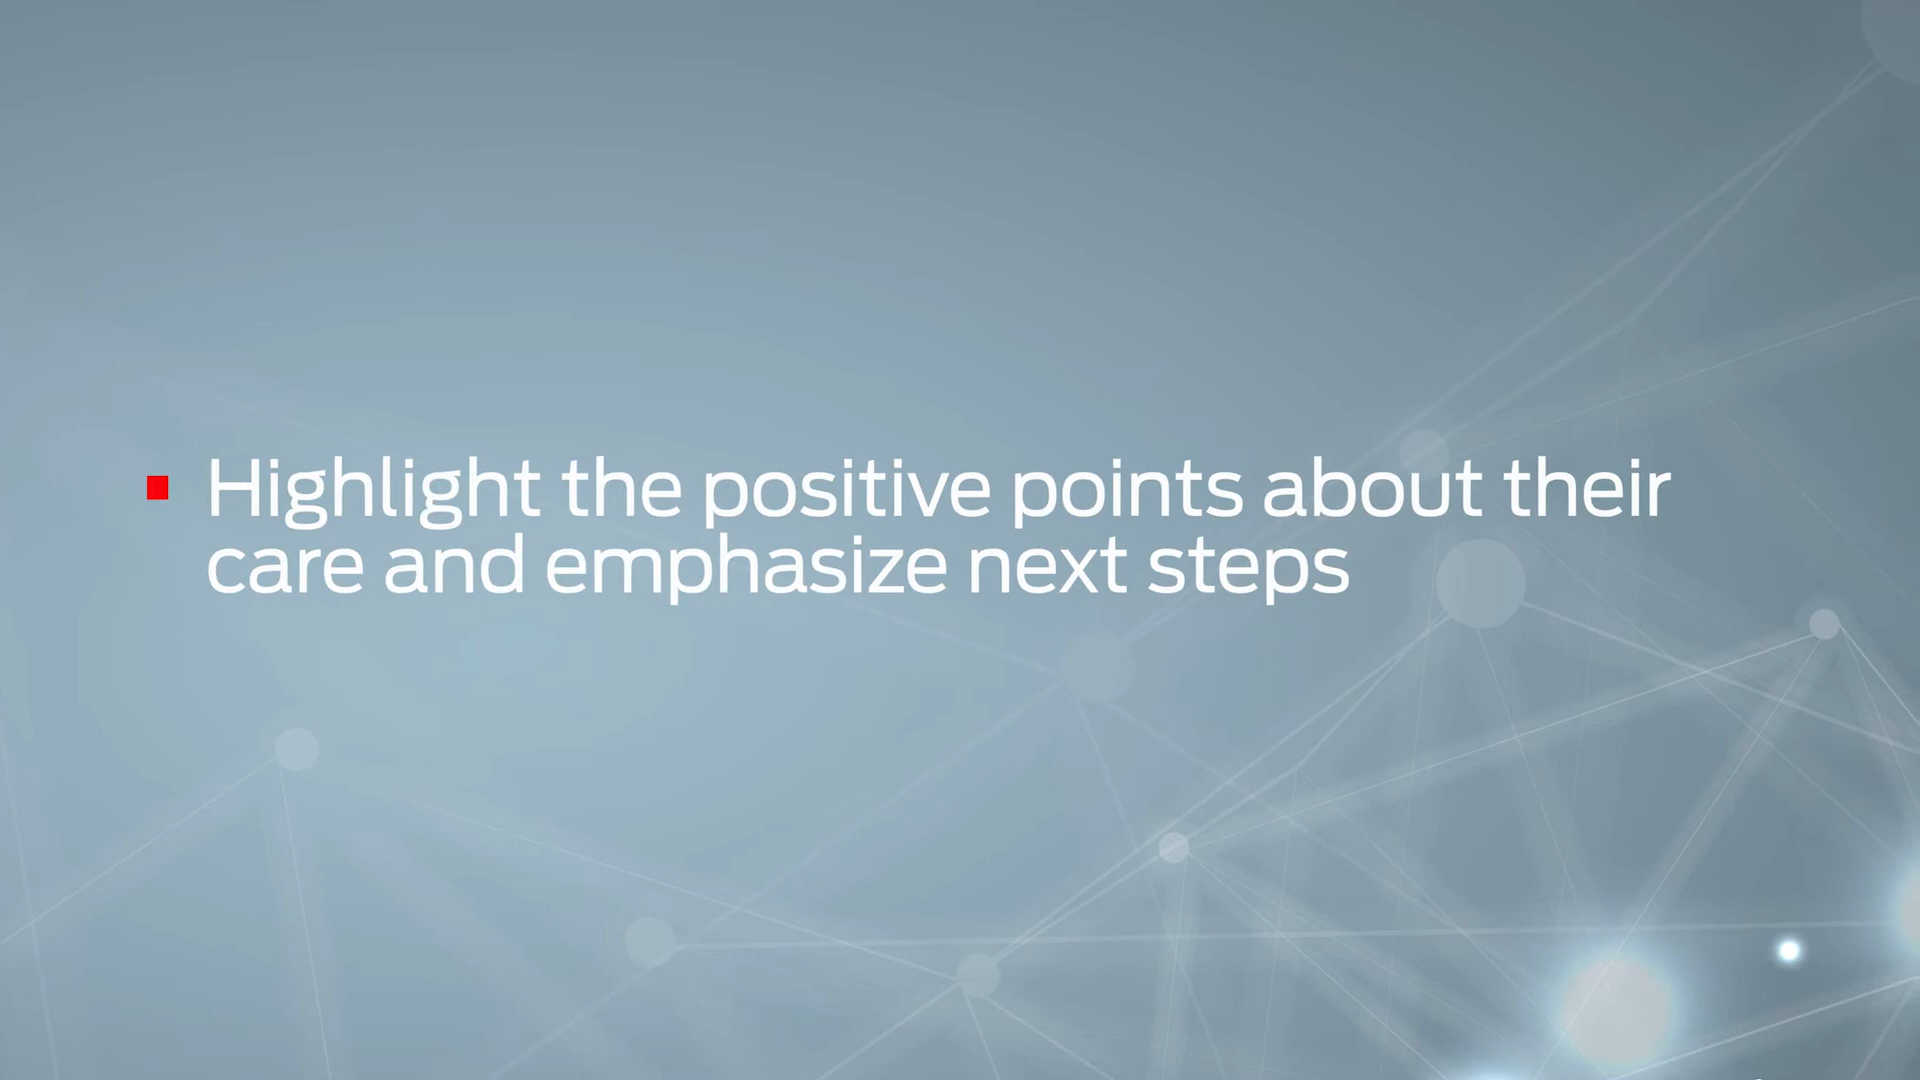 Highlight the positive points about their
care and emphasize next steps